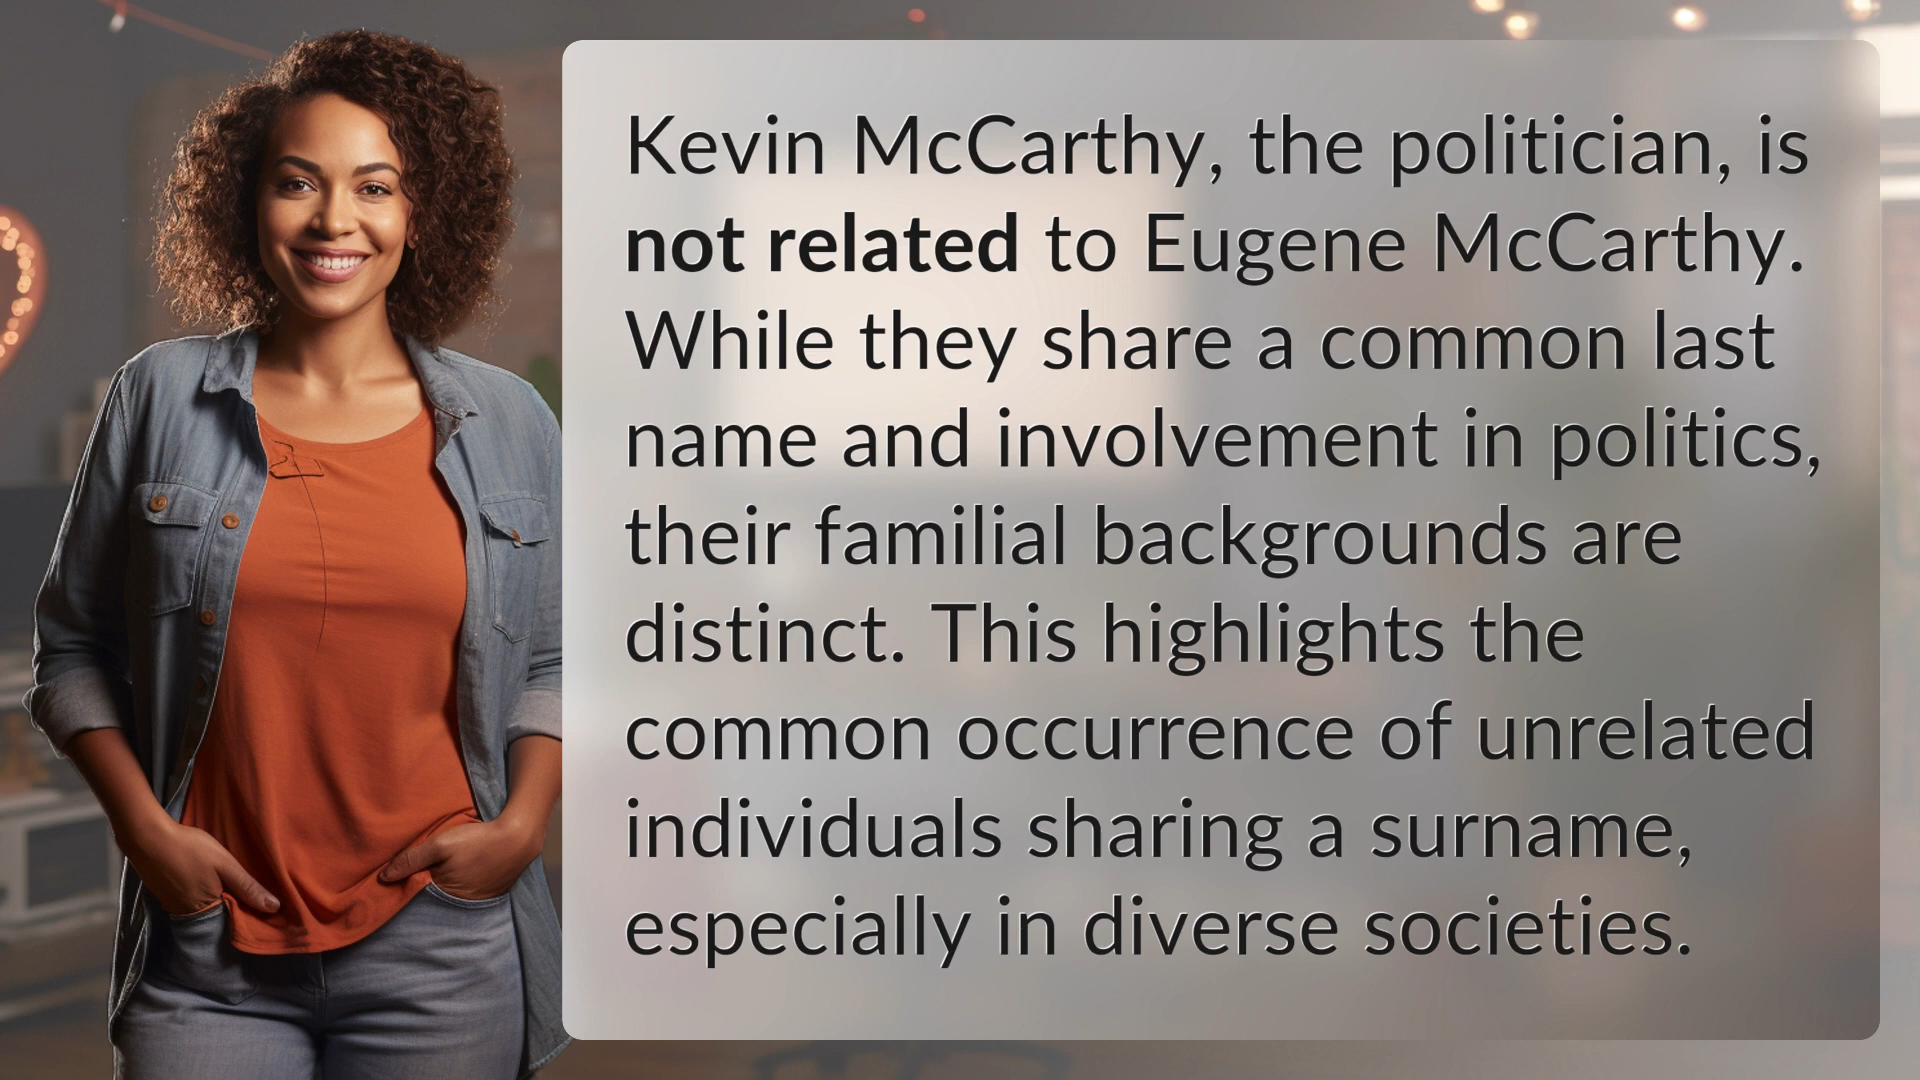 Kevin McCarthy, the politician, is
not related to Eugene McCarthy.
While they share a common last
name and involvement in politics,
their familial backgrounds are
distinct. This highlights the
common occurrence of unrelated
individuals sharing a surname,
especially in diverse societies.